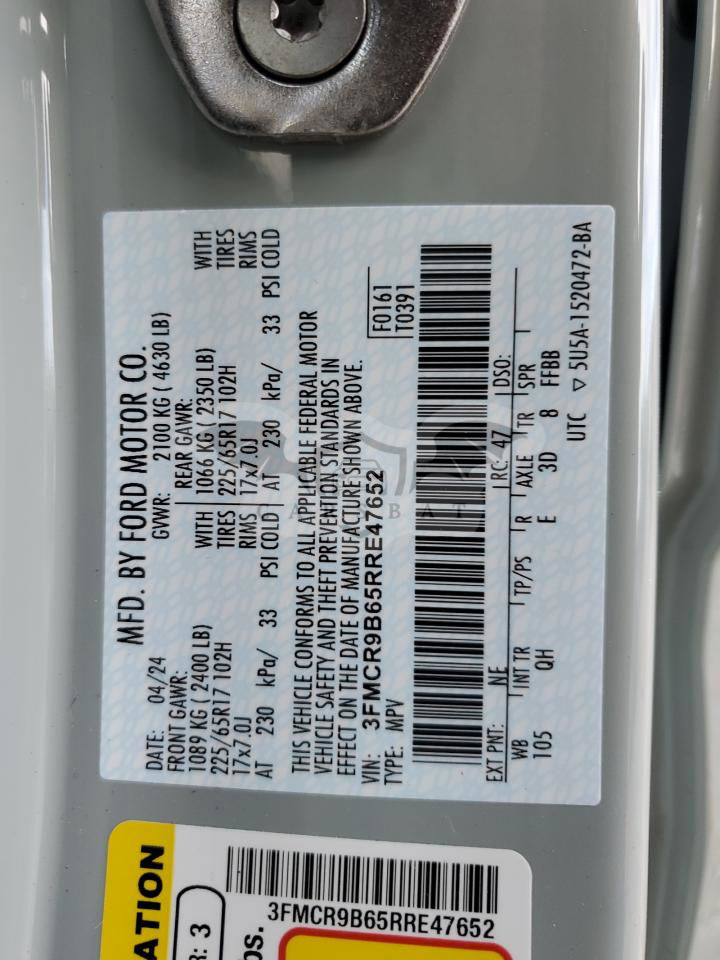 MFD. BY FORD MOTOR CO.
DATE: 04/24
GVWR: 2100 KG ( 4630 LB)
FRONT GAWR:
REAR GAWR:
1089 KG ( 2400 LB) WITH
1066 KG ( 2350 LB) WITH
225/65R17 102H TIRES
225/65R17 102H TIRES
17x7.0J RIMS
17x7.0J RIMS
AT 230 kPa/ 33 PSI COLD
AT 230 kPa/ 33 PSI COLD
THIS VEHICLE CONFORMS TO ALL APPLICABLE FEDERAL MOTOR
VEHICLE SAFETY AND THEFT PREVENTION STANDARDS IN
EFFECT ON THE DATE OF MANUFACTURE SHOWN ABOVE.
VIN: 3FMCR9B65RRE47652
TYPE: MPV
F0161
T0391
EXT PNT: NE RC: 47 DSO:
WB INT TR TP/PS R AXLE TR SPR
105 QH E 3D 8 FFBB
UTC ▽ 5U5A-1520472-BA
CARBAT
ATION
R: 3
bs.
3FMCR9B65RRE47652